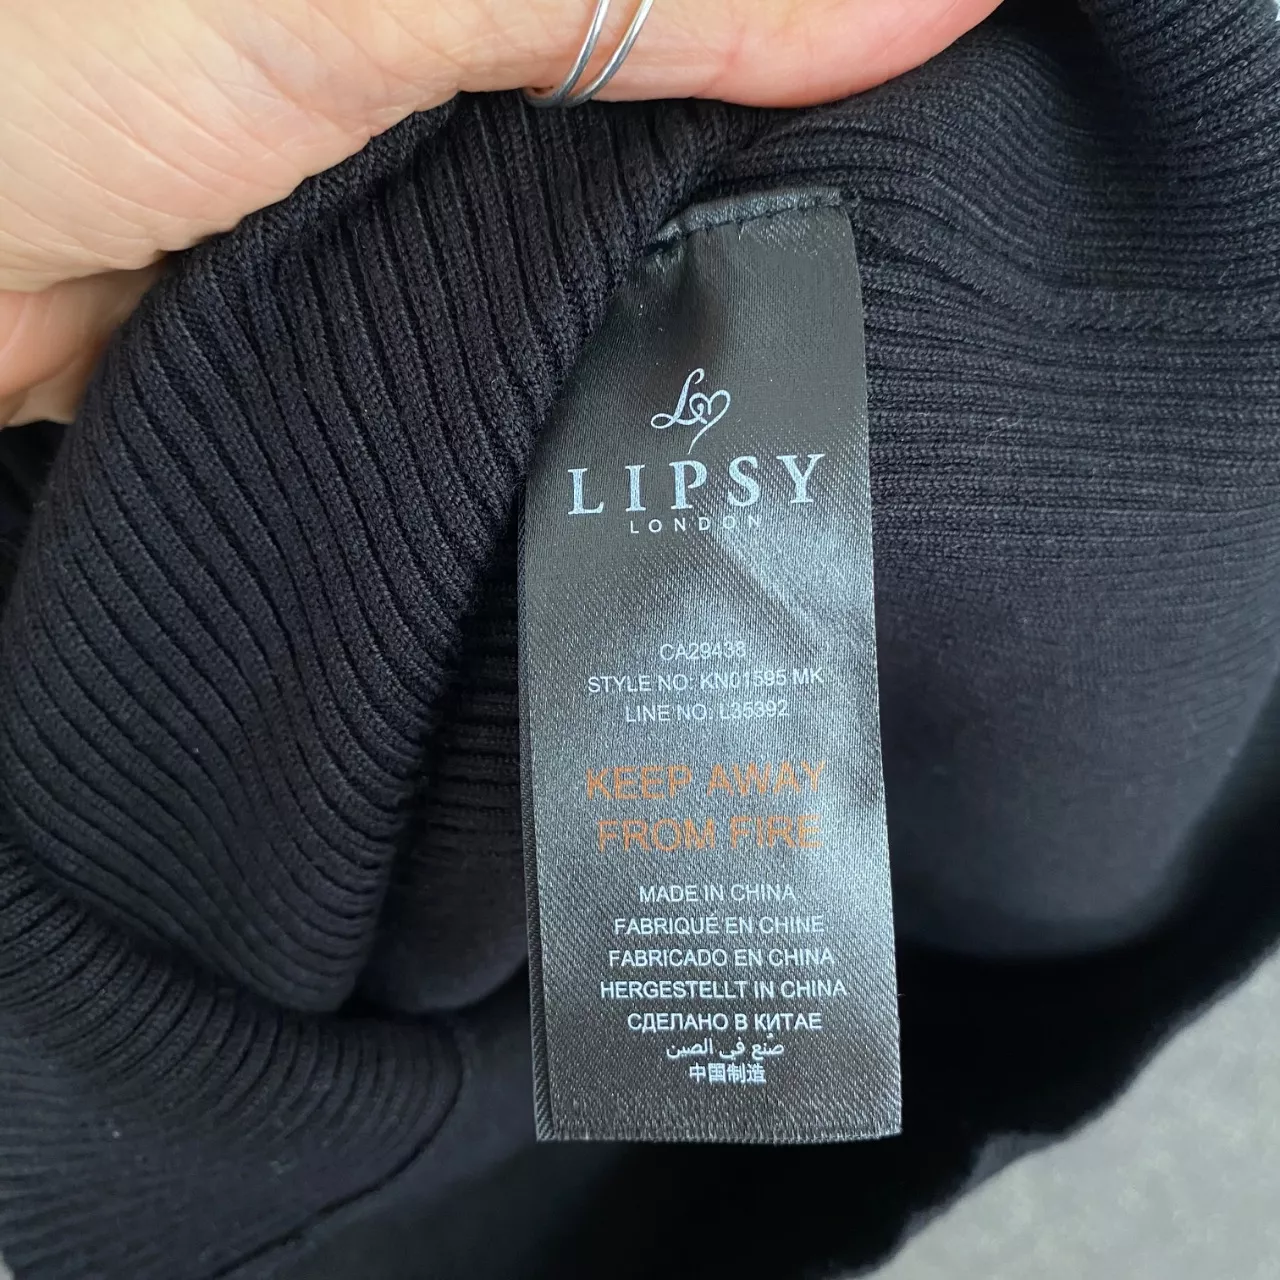 LIPSY
LONDON
CA29438
STYLE NO: KN01595 MK
LINE NO: L35392
KEEP AWAY
FROM FIRE
MADE IN CHINA
FABRIQUÉ EN CHINE
FABRICADO EN CHINA
HERGESTELLT IN CHINA
СДЕЛАНО В КИТАЕ
صنع في الصين
中国制造